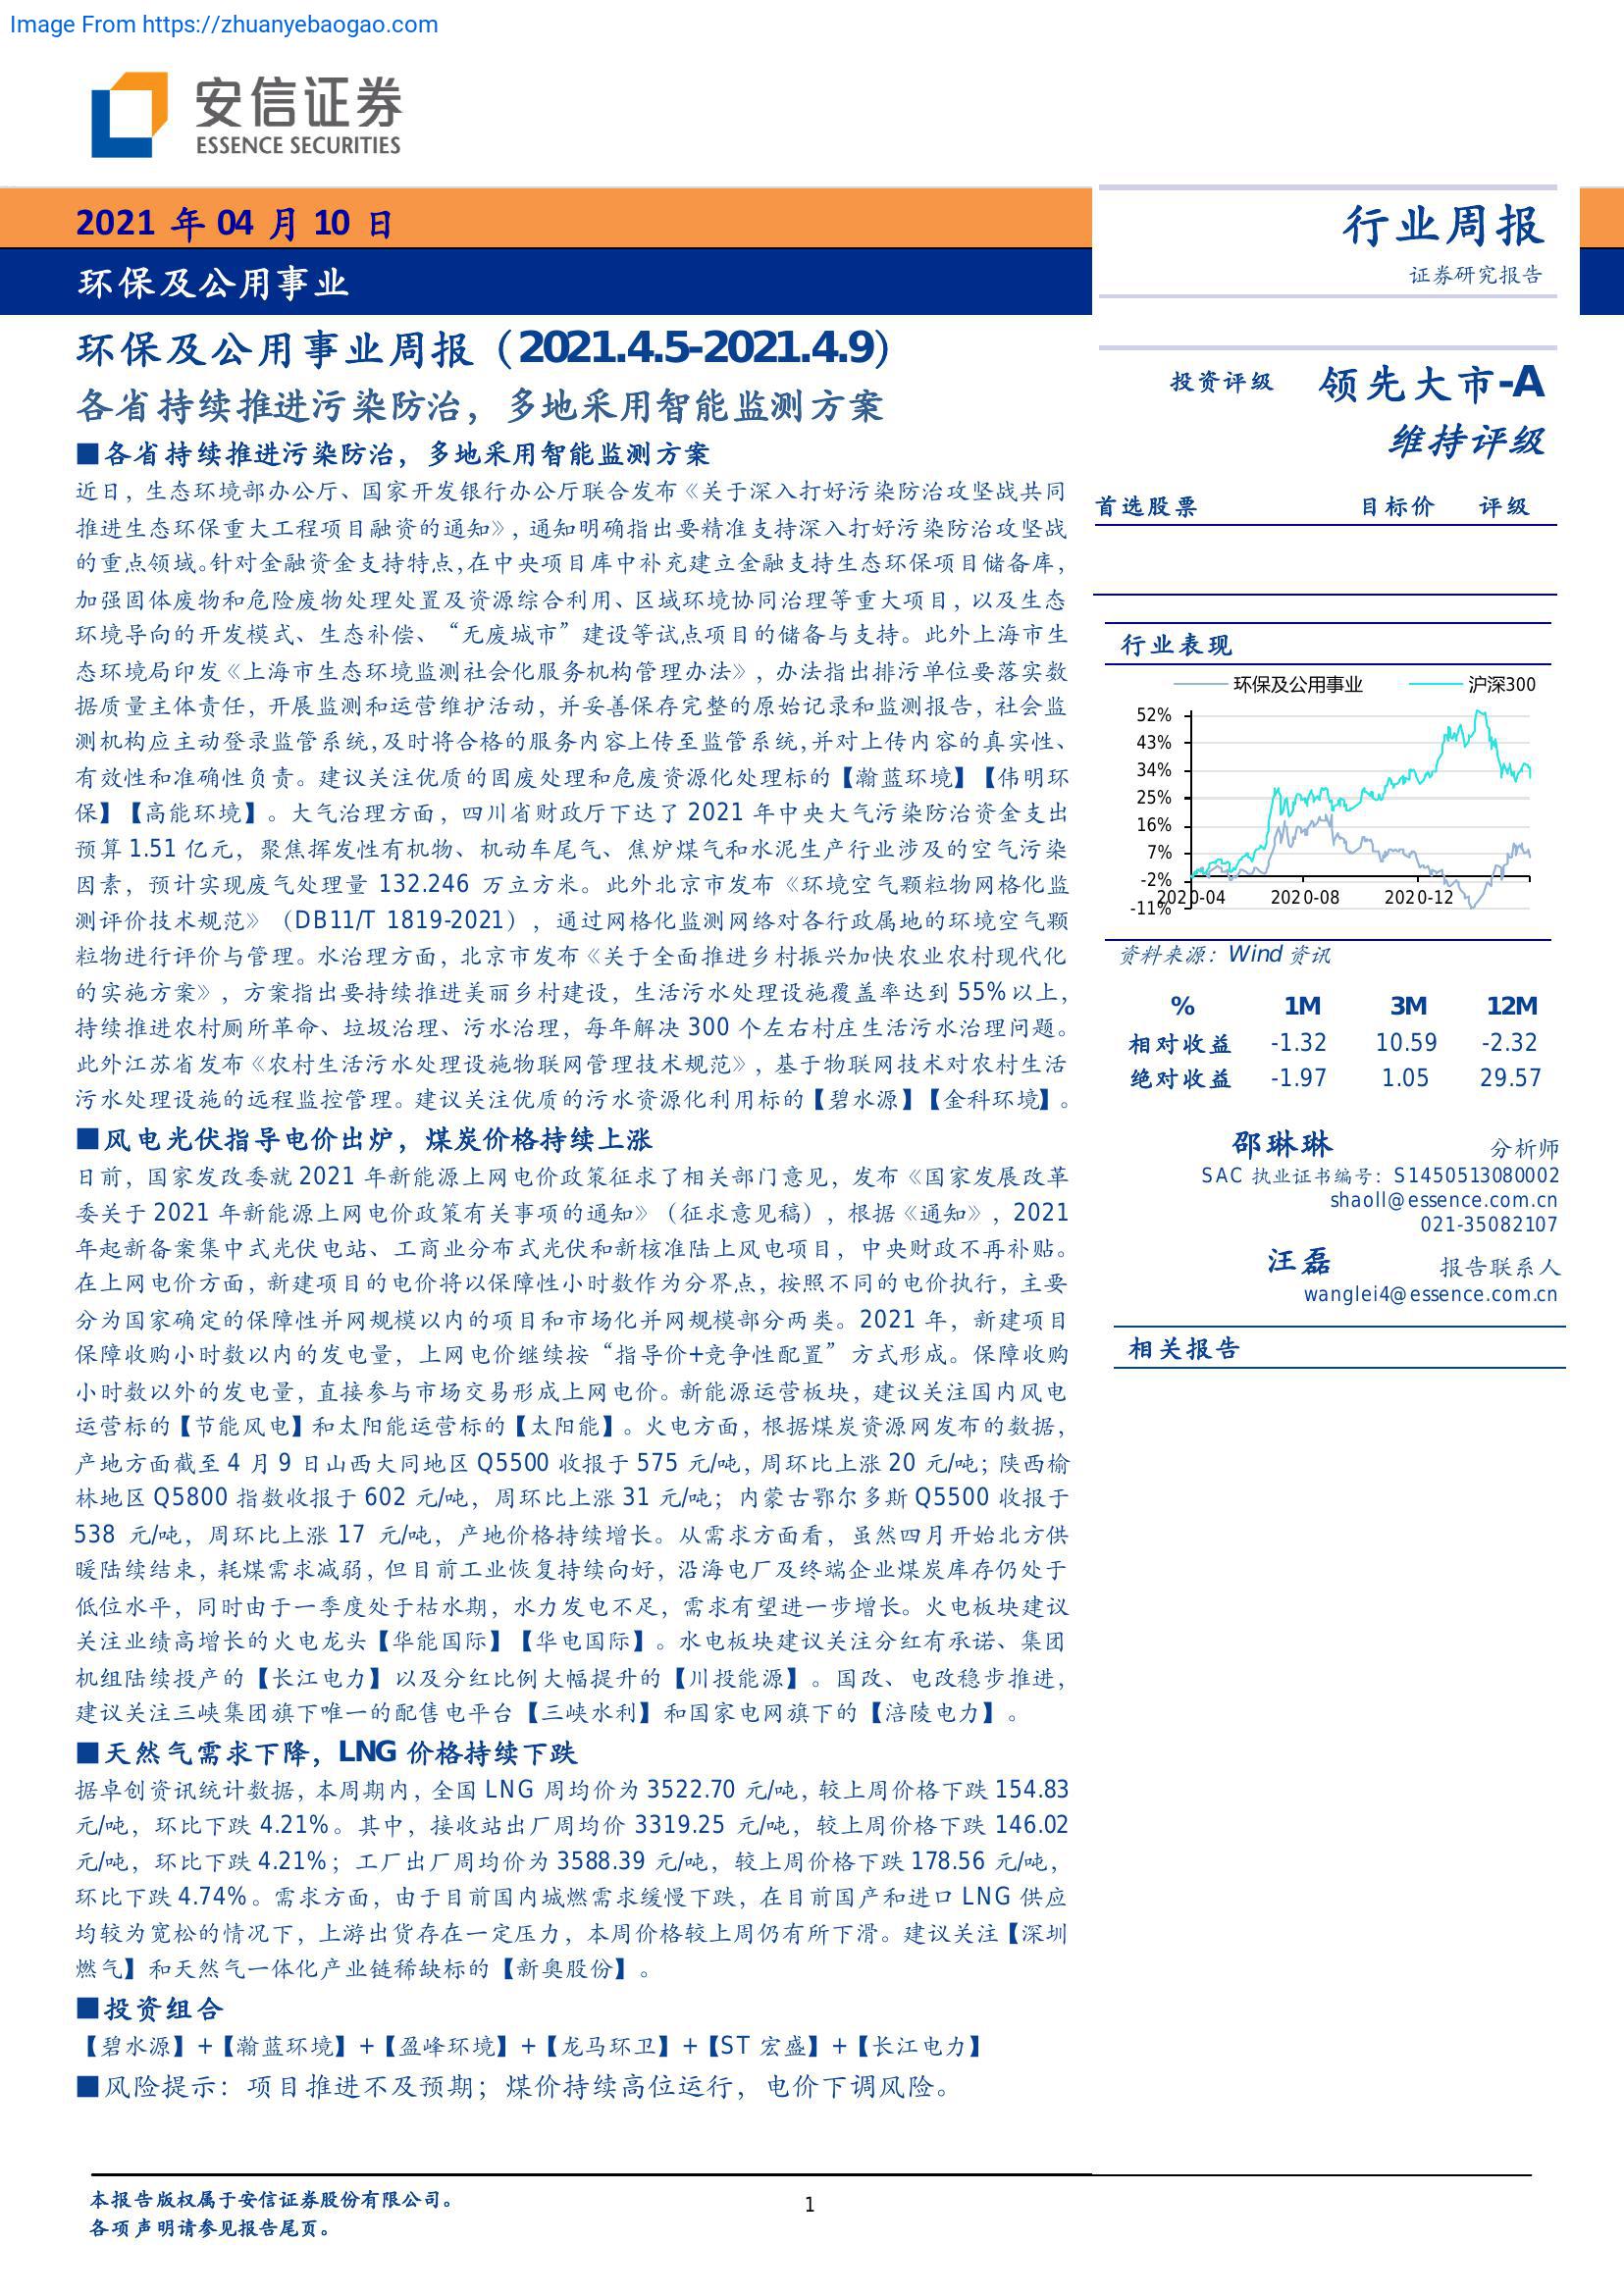 Image From https://zhuanyebaogao.com
安信证券
ESSENCE SECURITIES
2021 年 04 月 10 日
环保及公用事业
行业周报
证券研究报告
环保及公用事业周报（2021.4.5-2021.4.9）
各省持续推进污染防治，多地采用智能监测方案
■各省持续推进污染防治，多地采用智能监测方案
近日，生态环境部办公厅、国家开发银行办公厅联合发布《关于深入打好污染防治攻坚战共同
推进生态环保重大工程项目融资的通知》，通知明确指出要精准支持深入打好污染防治攻坚战
的重点领域。针对金融资金支持特点，在中央项目库中补充建立金融支持生态环保项目储备库，
加强固体废物和危险废物处理处置及资源综合利用、区域环境协同治理等重大项目，以及生态
环境导向的开发模式、生态补偿、“无废城市”建设等试点项目的储备与支持。此外上海市生
态环境局印发《上海市生态环境监测社会化服务机构管理办法》，办法指出排污单位要落实数
据质量主体责任，开展监测和运营维护活动，并妥善保存完整的原始记录和监测报告，社会监
测机构应主动登录监管系统，及时将合格的服务内容上传至监管系统，并对上传内容的真实性、
有效性和准确性负责。建议关注优质的固废处理和危废资源化处理标的【瀚蓝环境】【伟明环
保】【高能环境】。大气治理方面，四川省财政厅下达了 2021 年中央大气污染防治资金支出
预算 1.51 亿元，聚焦挥发性有机物、机动车尾气、焦炉煤气和水泥生产行业涉及的空气污染
因素，预计实现废气处理量 132.246 万立方米。此外北京市发布《环境空气颗粒物网格化监
测评价技术规范》（DB11/T 1819-2021），通过网格化监测网络对各行政属地的环境空气颗
粒物进行评价与管理。水治理方面，北京市发布《关于全面推进乡村振兴加快农业农村现代化
的实施方案》，方案指出要持续推进美丽乡村建设，生活污水处理设施覆盖率达到 55%以上，
持续推进农村厕所革命、垃圾治理、污水治理，每年解决 300 个左右村庄生活污水治理问题。
此外江苏省发布《农村生活污水处理设施物联网管理技术规范》，基于物联网技术对农村生活
污水处理设施的远程监控管理。建议关注优质的污水资源化利用标的【碧水源】【金科环境】。
■风电光伏指导电价出炉，煤炭价格持续上涨
日前，国家发改委就 2021 年新能源上网电价政策征求了相关部门意见，发布《国家发展改革
委关于 2021 年新能源上网电价政策有关事项的通知》（征求意见稿），根据《通知》，2021
年起新备案集中式光伏电站、工商业分布式光伏和新核准陆上风电项目，中央财政不再补贴。
在上网电价方面，新建项目的电价将以保障性小时数作为分界点，按照不同的电价执行，主要
分为国家确定的保障性并网规模以内的项目和市场化并网规模部分两类。2021 年，新建项目
保障收购小时数以内的发电量，上网电价继续按“指导价+竞争性配置”方式形成。保障收购
小时数以外的发电量，直接参与市场交易形成上网电价。新能源运营板块，建议关注国内风电
运营标的【节能风电】和太阳能运营标的【太阳能】。火电方面，根据煤炭资源网发布的数据，
产地方面截至 4 月 9 日山西大同地区 Q5500 收报于 575 元/吨，周环比上涨 20 元/吨；陕西榆
林地区 Q5800 指数收报于 602 元/吨，周环比上涨 31 元/吨；内蒙古鄂尔多斯 Q5500 收报于
538 元/吨，周环比上涨 17 元/吨，产地价格持续增长。从需求方面看，虽然四月开始北方供
暖陆续结束，耗煤需求减弱，但目前工业恢复持续向好，沿海电厂及终端企业煤炭库存仍处于
低位水平，同时由于一季度处于枯水期，水力发电不足，需求有望进一步增长。火电板块建议
关注业绩高增长的火电龙头【华能国际】【华电国际】。水电板块建议关注分红有承诺、集团
机组陆续投产的【长江电力】以及分红比例大幅提升的【川投能源】。国改、电改稳步推进，
建议关注三峡集团旗下唯一的配售电平台【三峡水利】和国家电网旗下的【涪陵电力】。
■天然气需求下降，LNG 价格持续下跌
据卓创资讯统计数据，本周期内，全国 LNG 周均价为 3522.70 元/吨，较上周价格下跌 154.83
元/吨，环比下跌 4.21%。其中，接收站出厂周均价 3319.25 元/吨，较上周价格下跌 146.02
元/吨，环比下跌 4.21%；工厂出厂周均价为 3588.39 元/吨，较上周价格下跌 178.56 元/吨，
环比下跌 4.74%。需求方面，由于目前国内城燃需求缓慢下跌，在目前国产和进口 LNG 供应
均较为宽松的情况下，上游出货存在一定压力，本周价格较上周仍有所下滑。建议关注【深圳
燃气】和天然气一体化产业链稀缺标的【新奥股份】。
■投资组合
【碧水源】+【瀚蓝环境】+【盈峰环境】+【龙马环卫】+【ST 宏盛】+【长江电力】
■风险提示：项目推进不及预期；煤价持续高位运行，电价下调风险。
投资评级 领先大市-A
维持评级
首选股票 目标价 评级
行业表现
环保及公用事业 沪深300
52%
43%
34%
25%
16%
7%
-2%
-11%
2020-04 2020-08 2020-12
资料来源：Wind 资讯
% 1M 3M 12M
相对收益 -1.32 10.59 -2.32
绝对收益 -1.97 1.05 29.57
邵琳琳 分析师
SAC 执业证书编号：S1450513080002
shaoll@essence.com.cn
021-35082107
汪磊 报告联系人
wanglei4@essence.com.cn
相关报告
本报告版权属于安信证券股份有限公司。
各项声明请参见报告尾页。
1